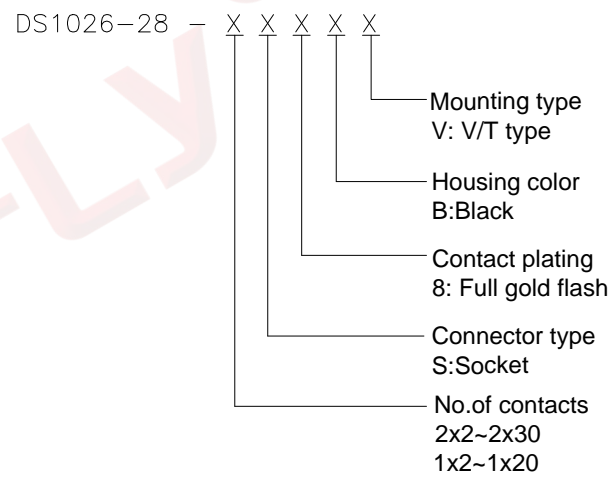 DS1026-28 - X X X X X
Mounting type
V: V/T type
Housing color
B:Black
Contact plating
8: Full gold flash
Connector type
S:Socket
No.of contacts
2x2~2x30
1x2~1x20